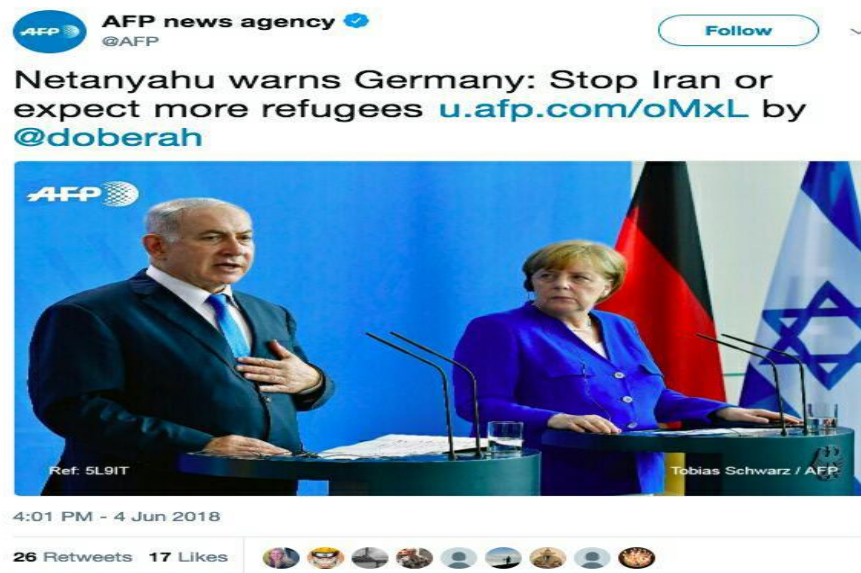 AFP
AFP news agency
@AFP
Follow
Netanyahu warns Germany: Stop Iran or
expect more refugees u.afp.com/oMxL by
@doberah
AFP
Ref: 5L9IT
Tobias Schwarz / AFP
4:01 PM - 4 Jun 2018
26 Retweets 17 Likes